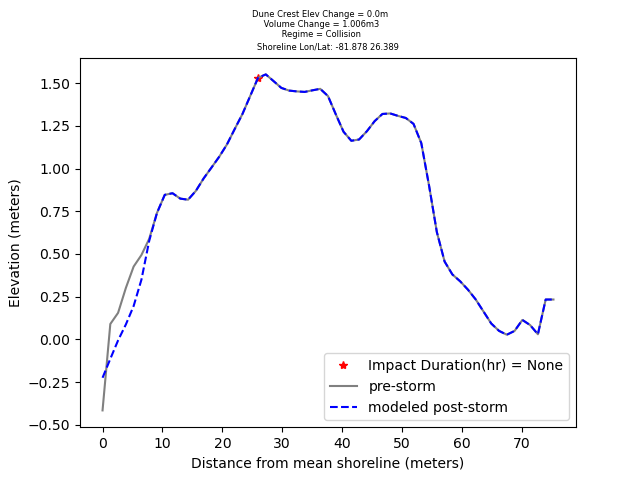 Dune Crest Elev Change = 0.0m
Volume Change = 1.006m3
Regime = Collision
Shoreline Lon/Lat: -81.878 26.389
1.50
1.25
1.00
0.75
0.50
0.25
0.00
−0.25
−0.50
Elevation (meters)
Impact Duration(hr) = None
pre-storm
modeled post-storm
0 10 20 30 40 50 60 70
Distance from mean shoreline (meters)